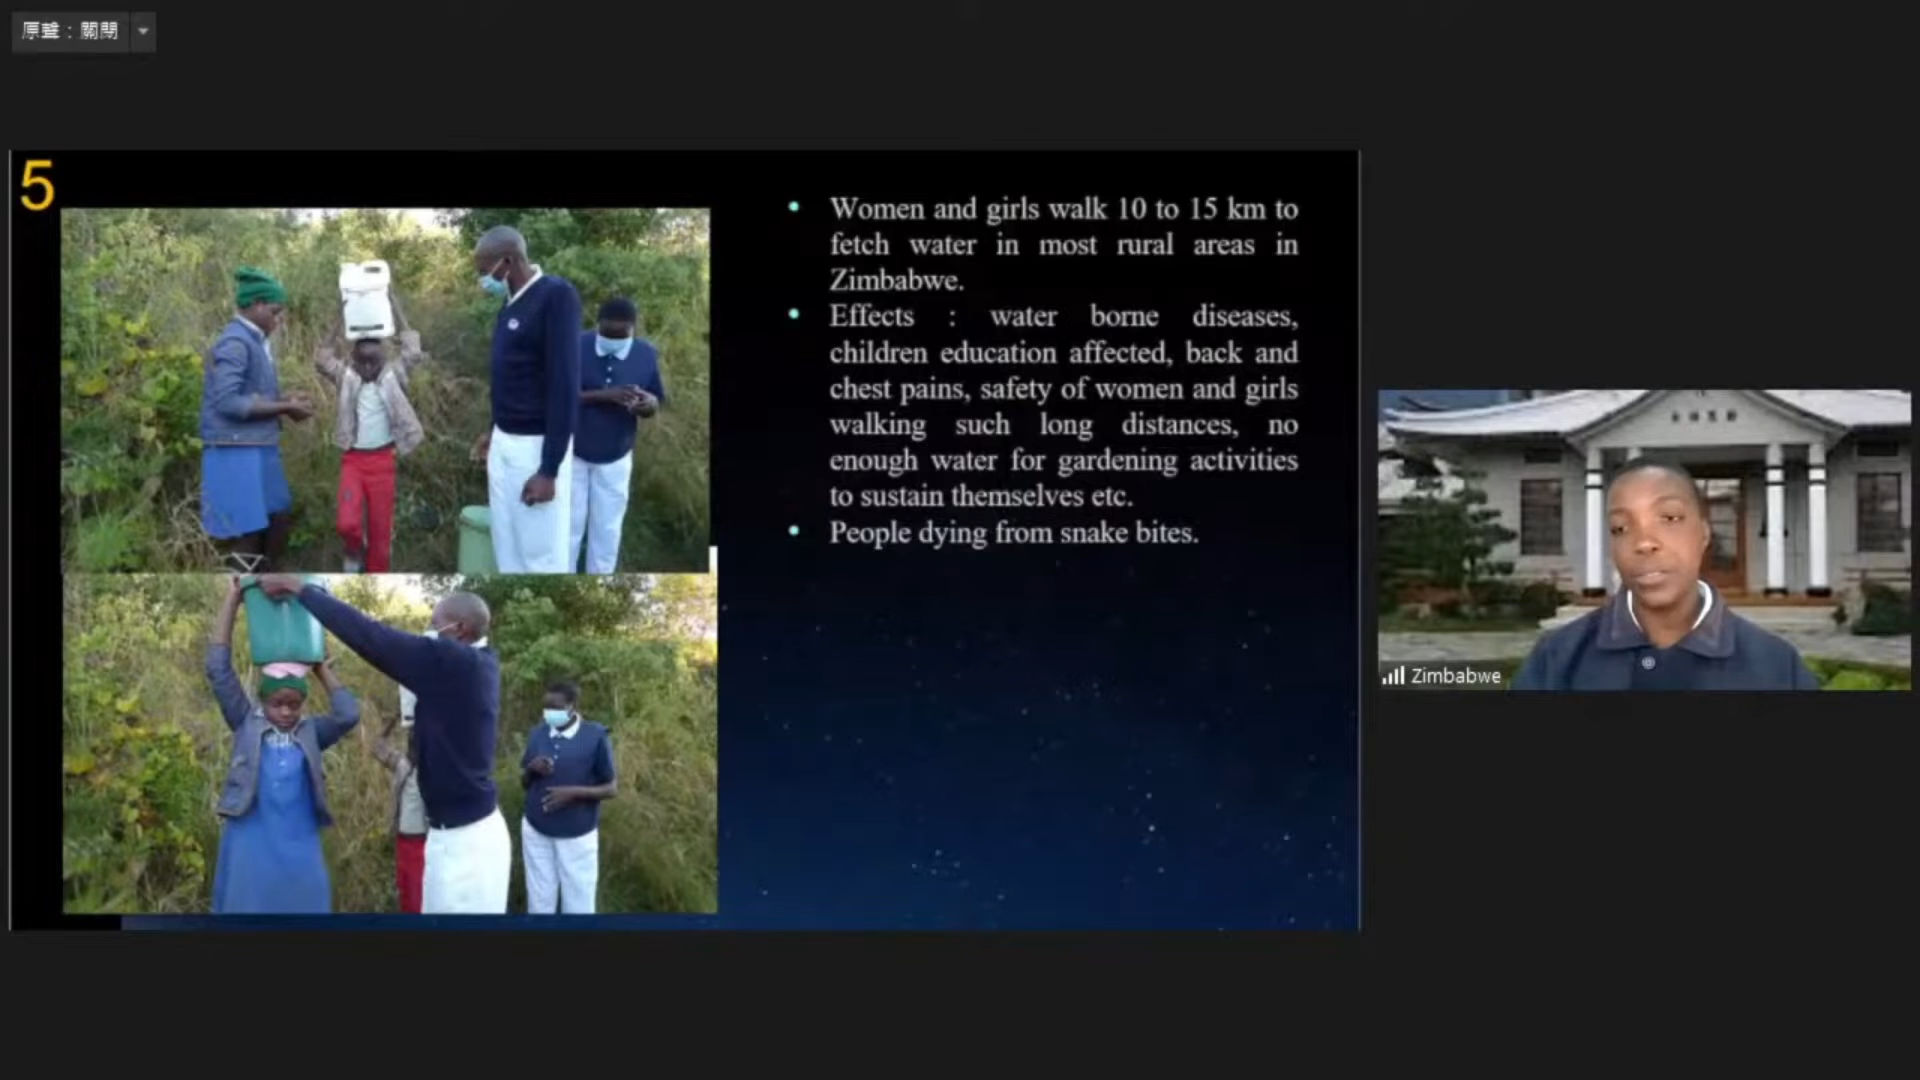 原聲：關閉
5
• Women and girls walk 10 to 15 km to
fetch water in most rural areas in
Zimbabwe.
• Effects : water borne diseases,
children education affected, back and
chest pains, safety of women and girls
walking such long distances, no
enough water for gardening activities
to sustain themselves etc.
• People dying from snake bites.
Zimbabwe